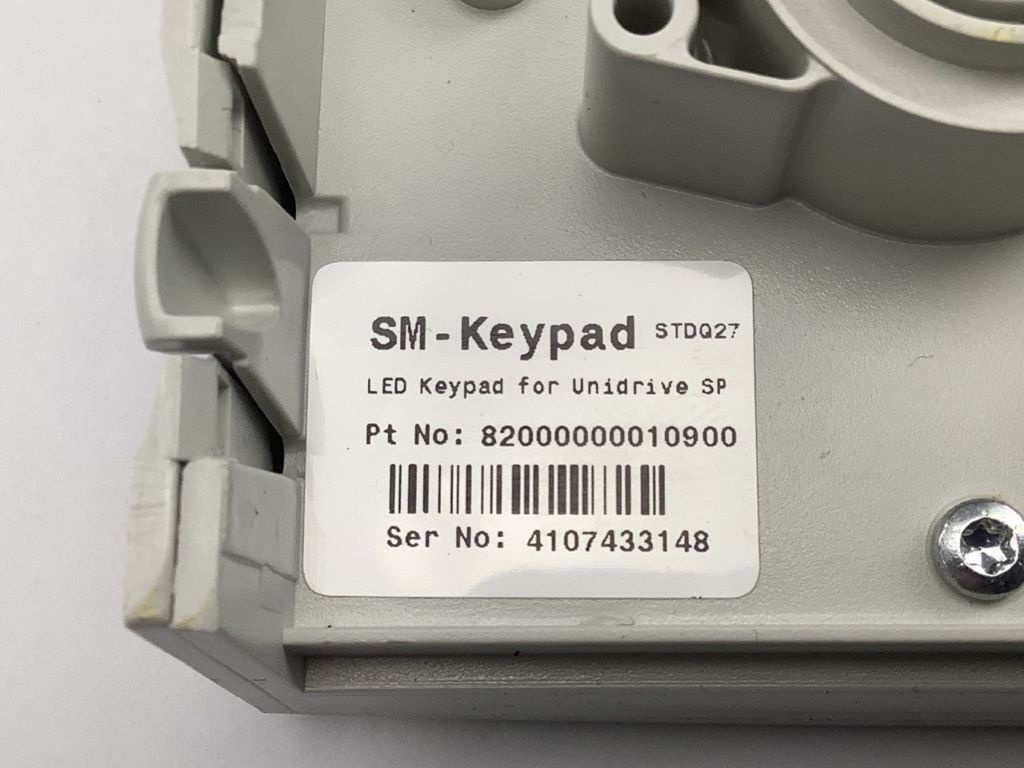 SM-Keypad STDQ27
LED Keypad for Unidrive SP
Pt No: 82000000010900
Ser No: 4107433148